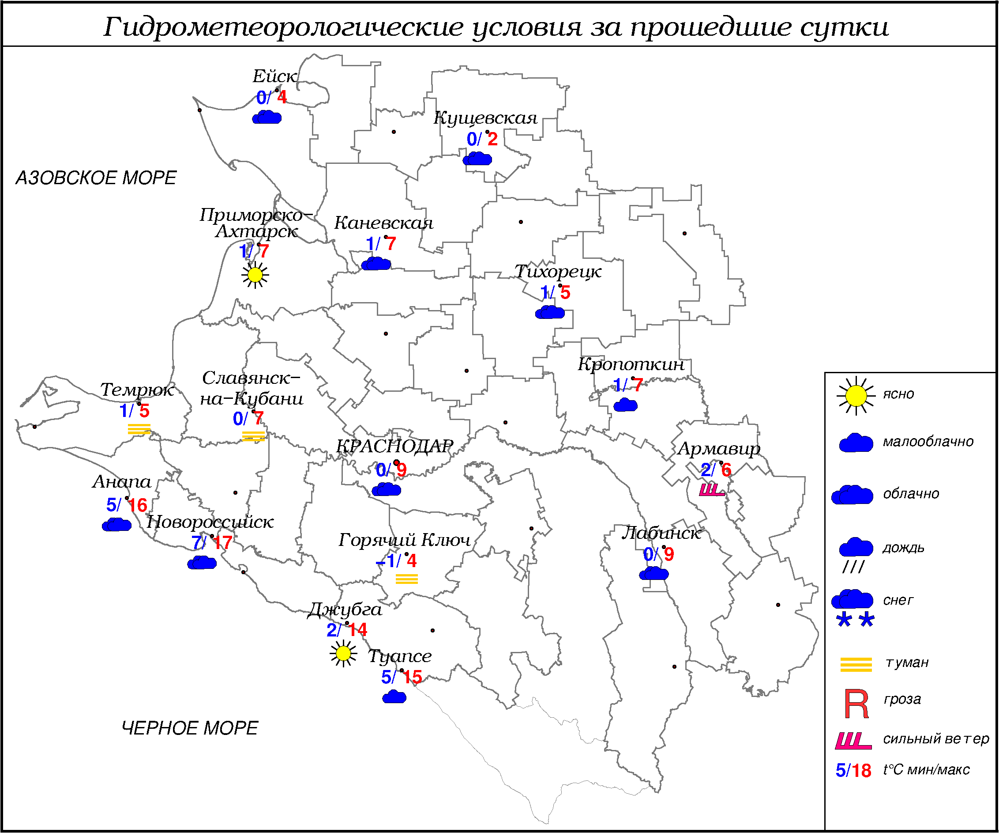 Гидрометеорологические условия за прошедшие сутки
Ейск
0/ 4
Кущевская
0/ 2
АЗОВСКОЕ МОРЕ
Приморско-
Ахтарск
1/ 7
Каневская
1/ 7
Тихорецк
1/ 5
Кропоткин
1/ 7
Темрюк
1/ 5
Славянск-
на-Кубани
0/ 7
КРАСНОДАР
0/ 9
Армавир
2/ 6
Анапа
5/ 16
Новороссийск
7/ 17
Горячий Ключ
-1/ 4
Лабинск
0/ 9
Джубга
2/ 14
Туапсе
5/ 15
ЧЕРНОЕ МОРЕ
ясно
малооблачно
облачно
дождь
снег
туман
R гроза
сильный ветер
5/18 t°C мин/макс